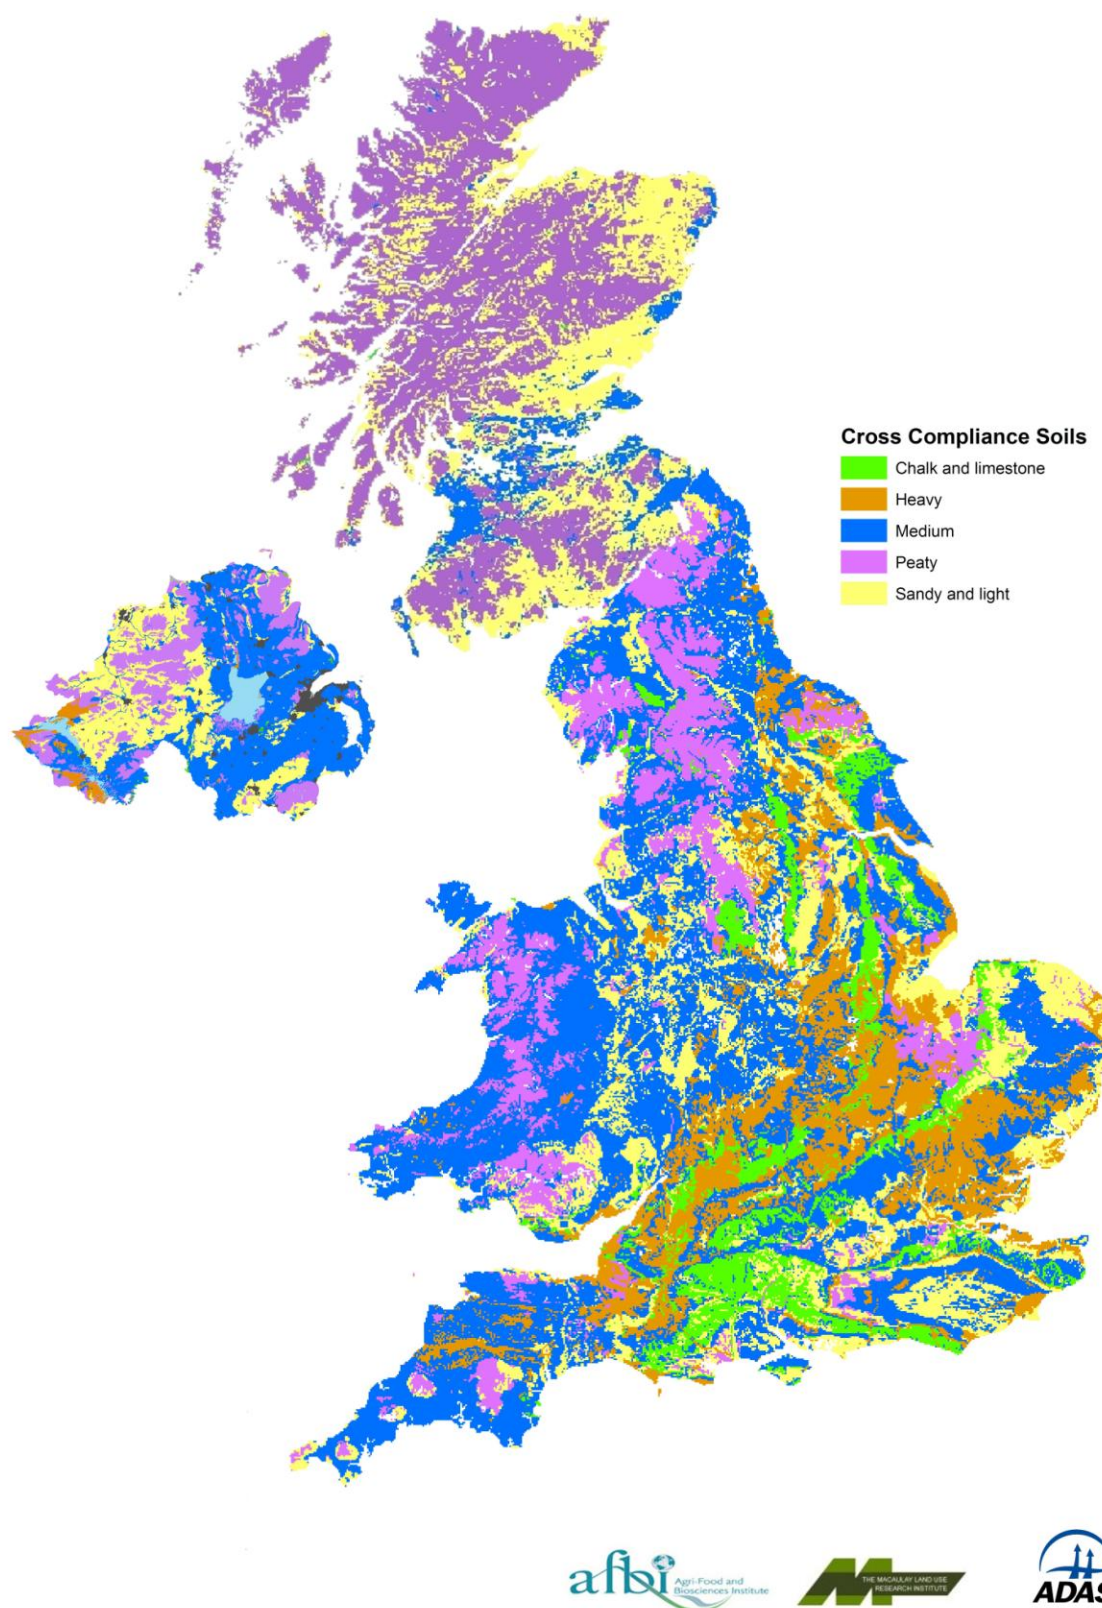 Cross Compliance Soils
Chalk and limestone
Heavy
Medium
Peaty
Sandy and light
afbi
Agri-Food and
Biosciences Institute
THE MACAULAY LAND USE
RESEARCH INSTITUTE
ADAS